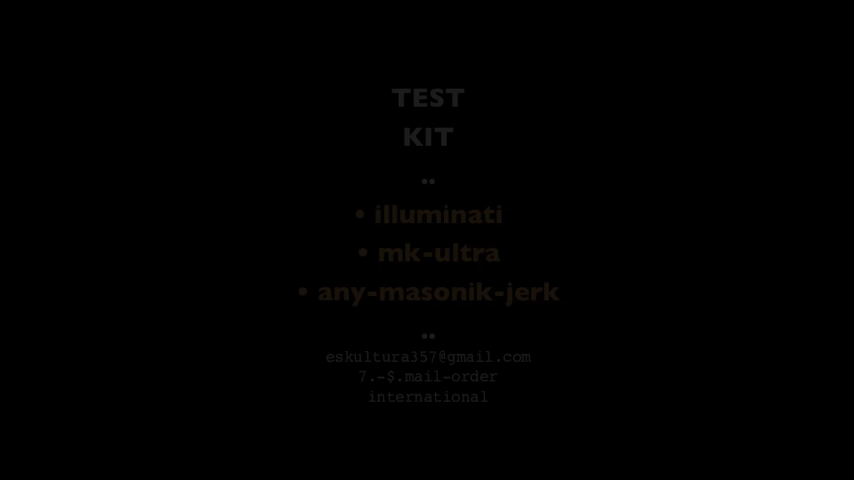 TEST
KIT
••
• illuminati
• mk-ultra
• any-masonik-jerk
••
eskultura357@gmail.com
7.-$.mail-order
international